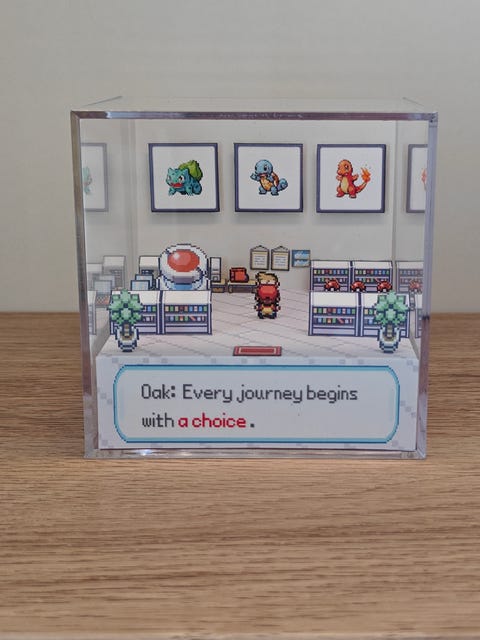 Oak: Every journey begins
with a choice.